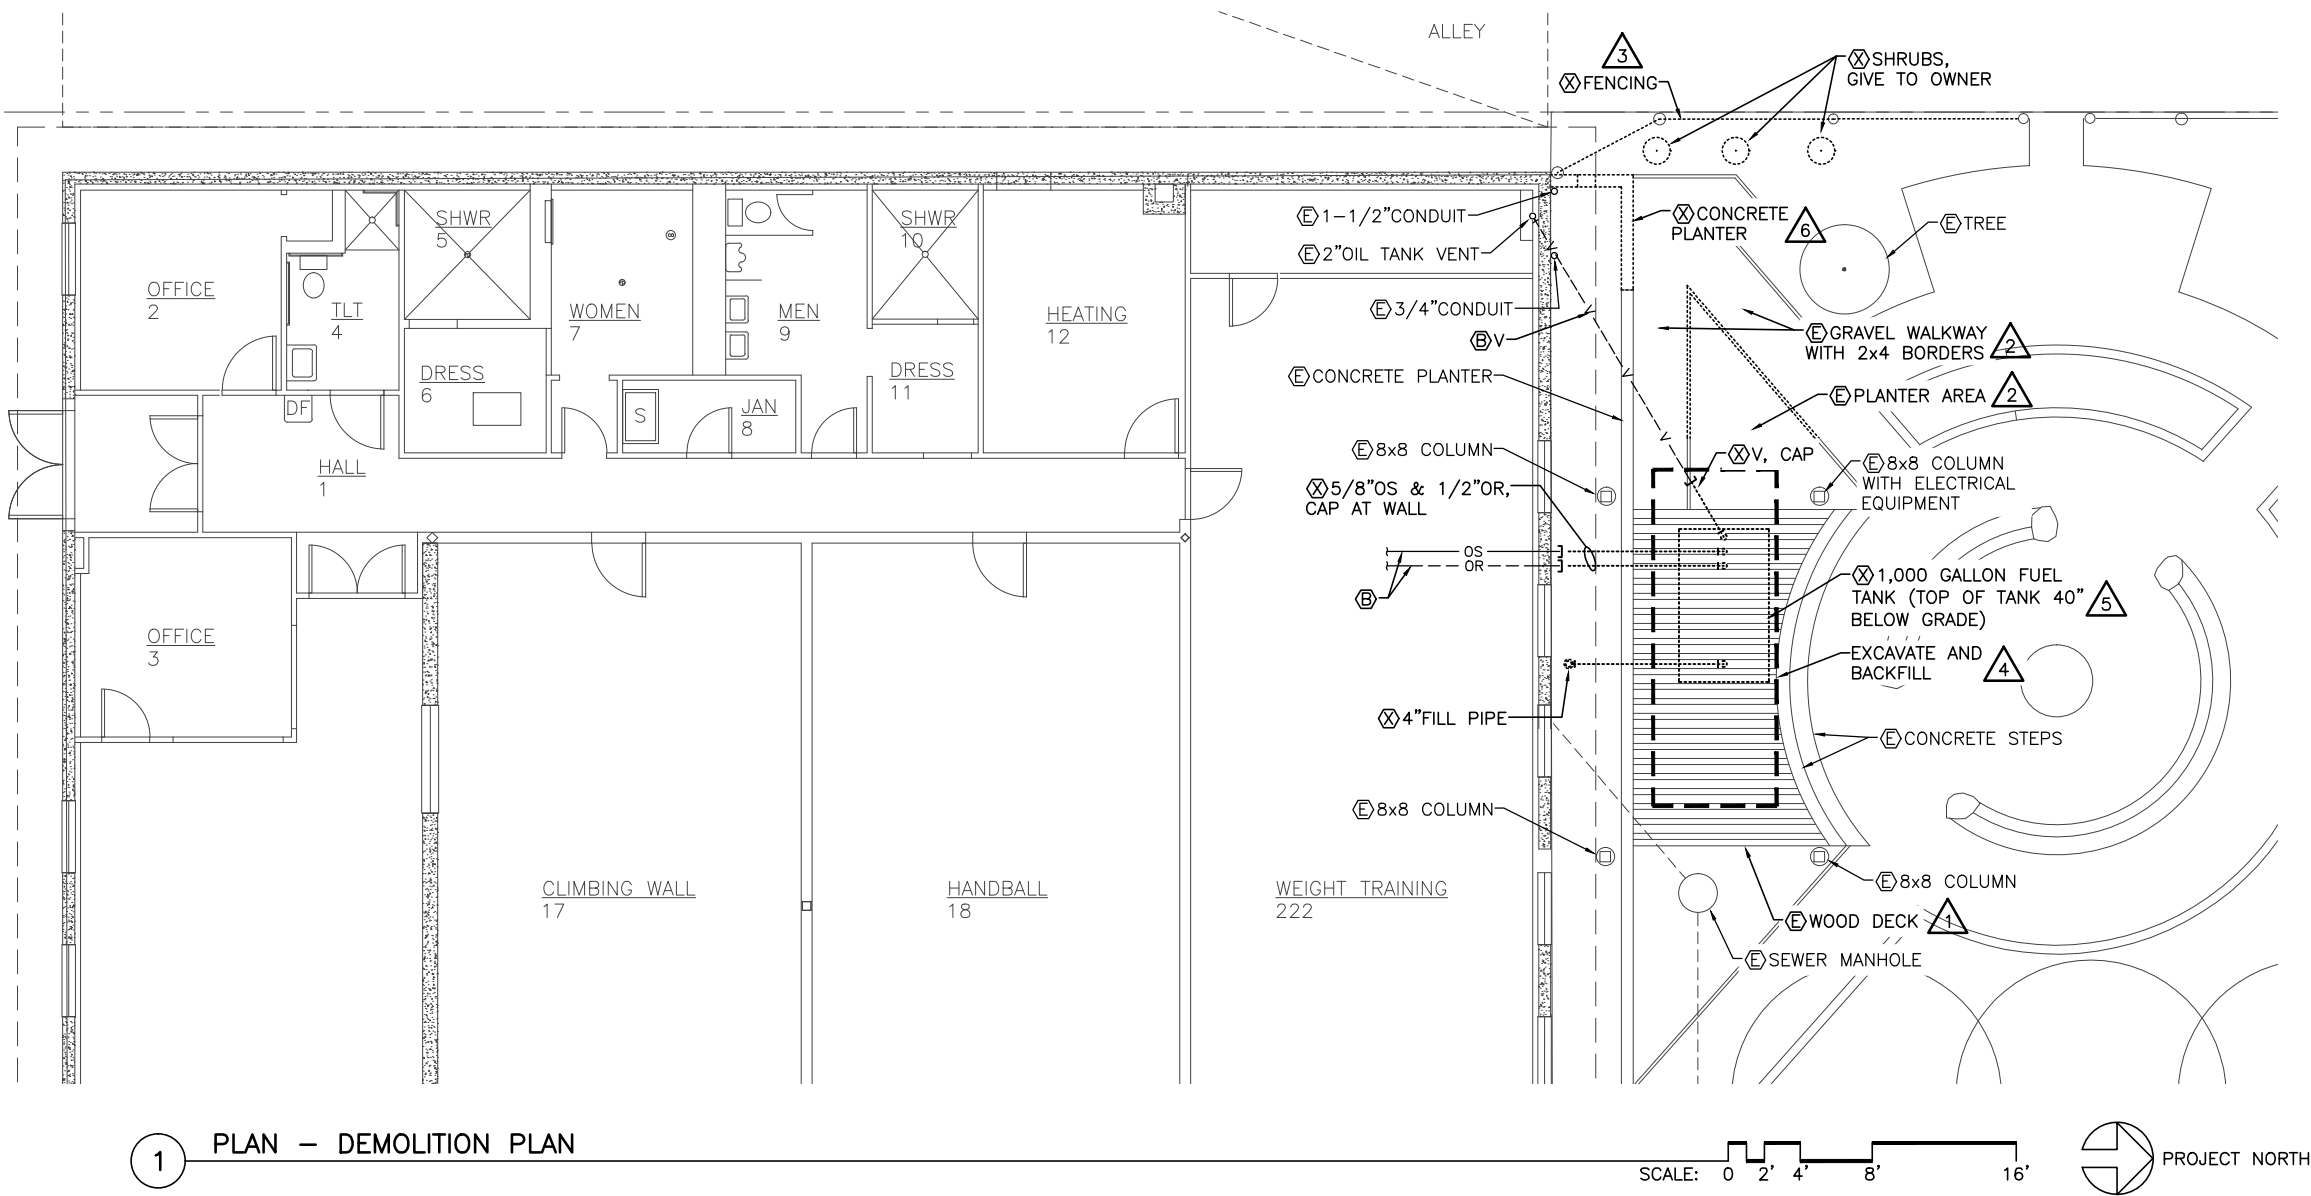 ALLEY
3
ⓍFENCING
ⓍSHRUBS,
GIVE TO OWNER
Ⓔ1-1/2"CONDUIT
Ⓔ2"OIL TANK VENT
ⓍCONCRETE
PLANTER
6
ⒺTREE
Ⓔ3/4"CONDUIT
ⒷV
ⒺGRAVEL WALKWAY
WITH 2x4 BORDERS
2
ⒺCONCRETE PLANTER
ⒺPLANTER AREA
2
Ⓔ8x8 COLUMN
ⓍV, CAP
Ⓔ8x8 COLUMN
WITH ELECTRICAL
EQUIPMENT
Ⓧ5/8"OS & 1/2"OR,
CAP AT WALL
OS
OR
Ⓑ
Ⓧ1,000 GALLON FUEL
TANK (TOP OF TANK 40"
BELOW GRADE)
5
EXCAVATE AND
BACKFILL
4
Ⓧ4"FILL PIPE
ⒺCONCRETE STEPS
Ⓔ8x8 COLUMN
Ⓔ8x8 COLUMN
ⒺWOOD DECK
1
ⒺSEWER MANHOLE
OFFICE
2
TLT
4
SHWR
5
DRESS
6
WOMEN
7
S
JAN
8
MEN
9
SHWR
10
DRESS
11
HEATING
12
DF
HALL
1
OFFICE
3
CLIMBING WALL
17
HANDBALL
18
WEIGHT TRAINING
222
V
V
V
V
1
PLAN – DEMOLITION PLAN
SCALE: 0 2' 4' 8' 16'
PROJECT NORTH